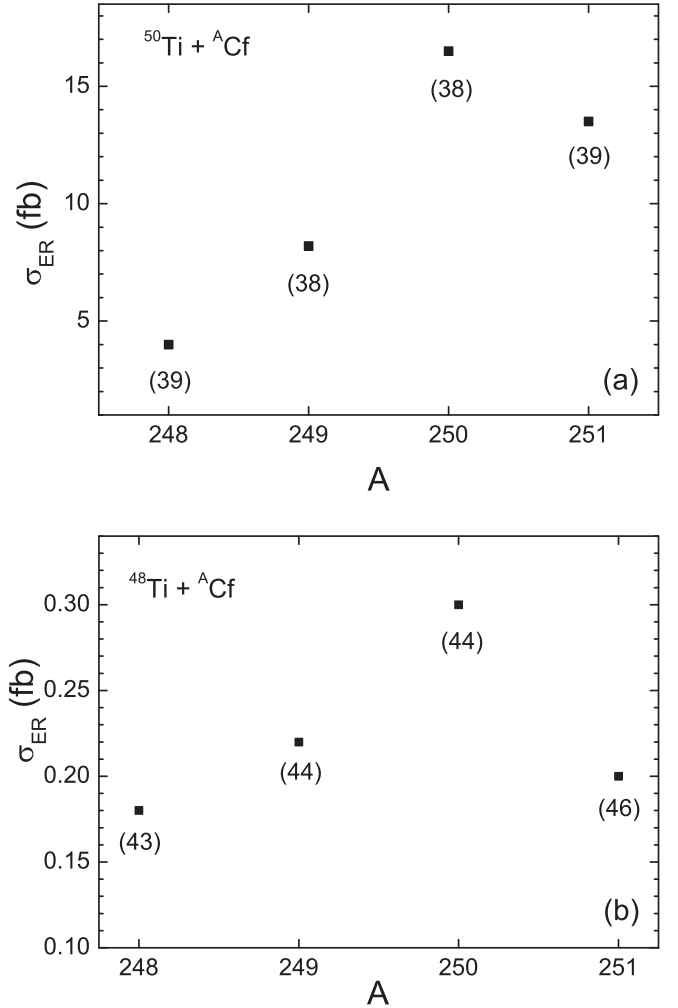 ⁵⁰Ti + ᴬCf
15
10
5
σER (fb)
(38)
(39)
(38)
(39)
(a)
248 249 250 251
A
⁴⁸Ti + ᴬCf
0.30
0.25
0.20
0.15
0.10
σER (fb)
(44)
(44)
(46)
(43)
(b)
248 249 250 251
A